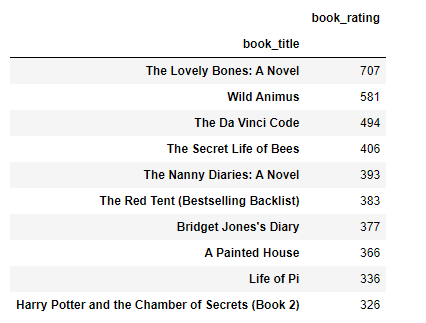 book_rating
book_title
The Lovely Bones: A Novel 707
Wild Animus 581
The Da Vinci Code 494
The Secret Life of Bees 406
The Nanny Diaries: A Novel 393
The Red Tent (Bestselling Backlist) 383
Bridget Jones's Diary 377
A Painted House 366
Life of Pi 336
Harry Potter and the Chamber of Secrets (Book 2) 326